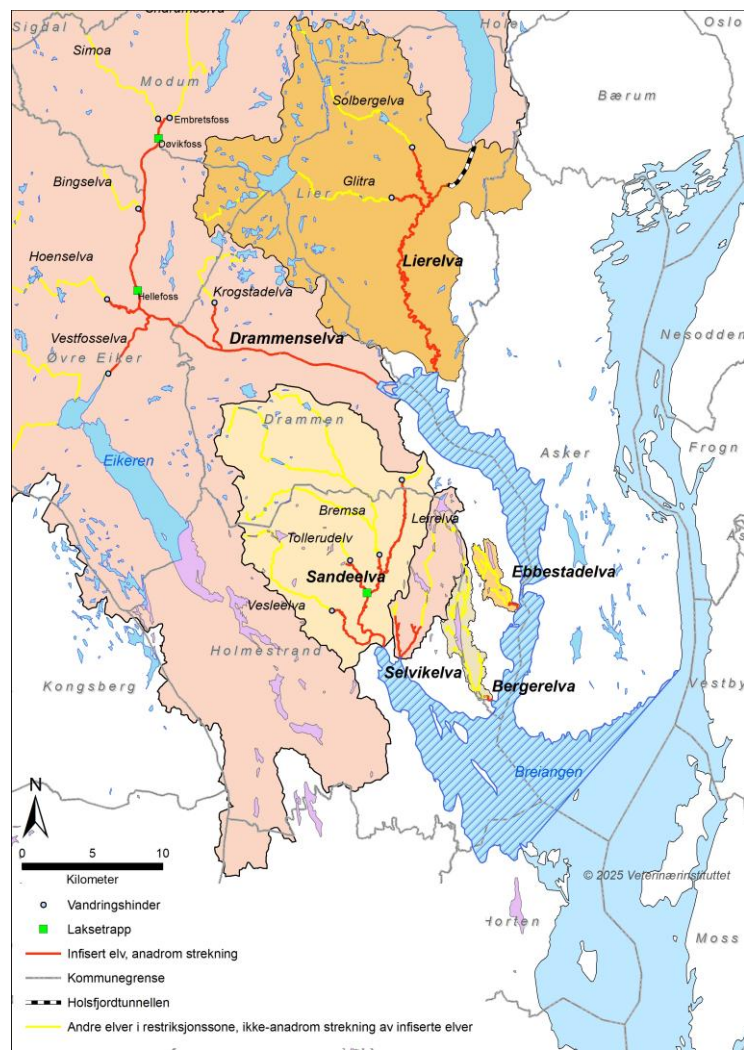 Sigdal
Simoa
Modum
Hole
Oslo
Bærum
Embretsfoss
Døvikfoss
Solbergelva
Bingselva
Glitra
Lier
Hoenselva
Hellefoss
Krogstadelva
Lierelva
Nesodden
Drammenselva
Vestfosselva
Øvre Eiker
Drammen
Asker
Frogn
Eikeren
Bremsa
Leirelva
Tollerudelv
Ebbestadelva
Sandeelva
Vesleelva
Holmestrand
Selvikelva
Kongsberg
Bergerelva
Vestby
Breiangen
N
0 5 10
Kilometer
© 2025 Veterinærinstituttet
Vandringshinder
Horten
Laksetrapp
Moss
Infisert elv, anadrom strekning
Kommunegrense
Holsfjordtunnellen
Andre elver i restriksjonssone, ikke-anadrom strekning av infiserte elver